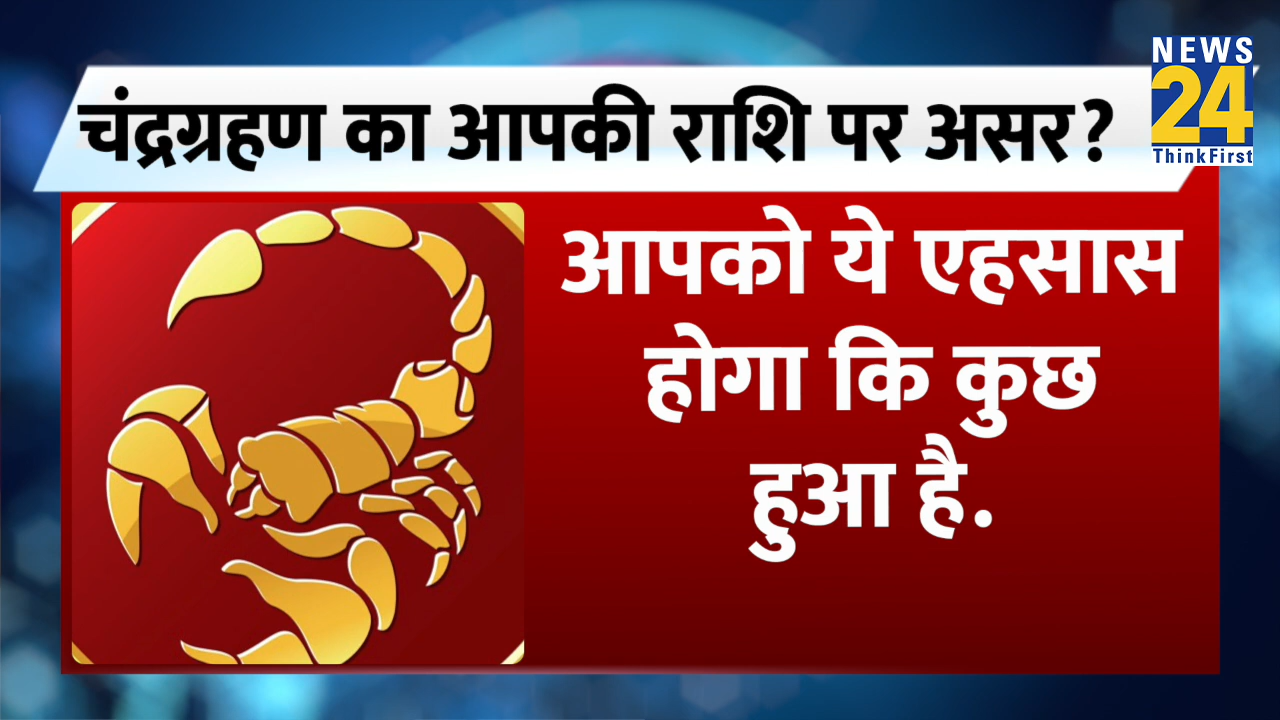 चंद्रग्रहण का आपकी राशि पर असर?
NEWS
24
ThinkFirst
आपको ये एहसास
होगा कि कुछ
हुआ है.